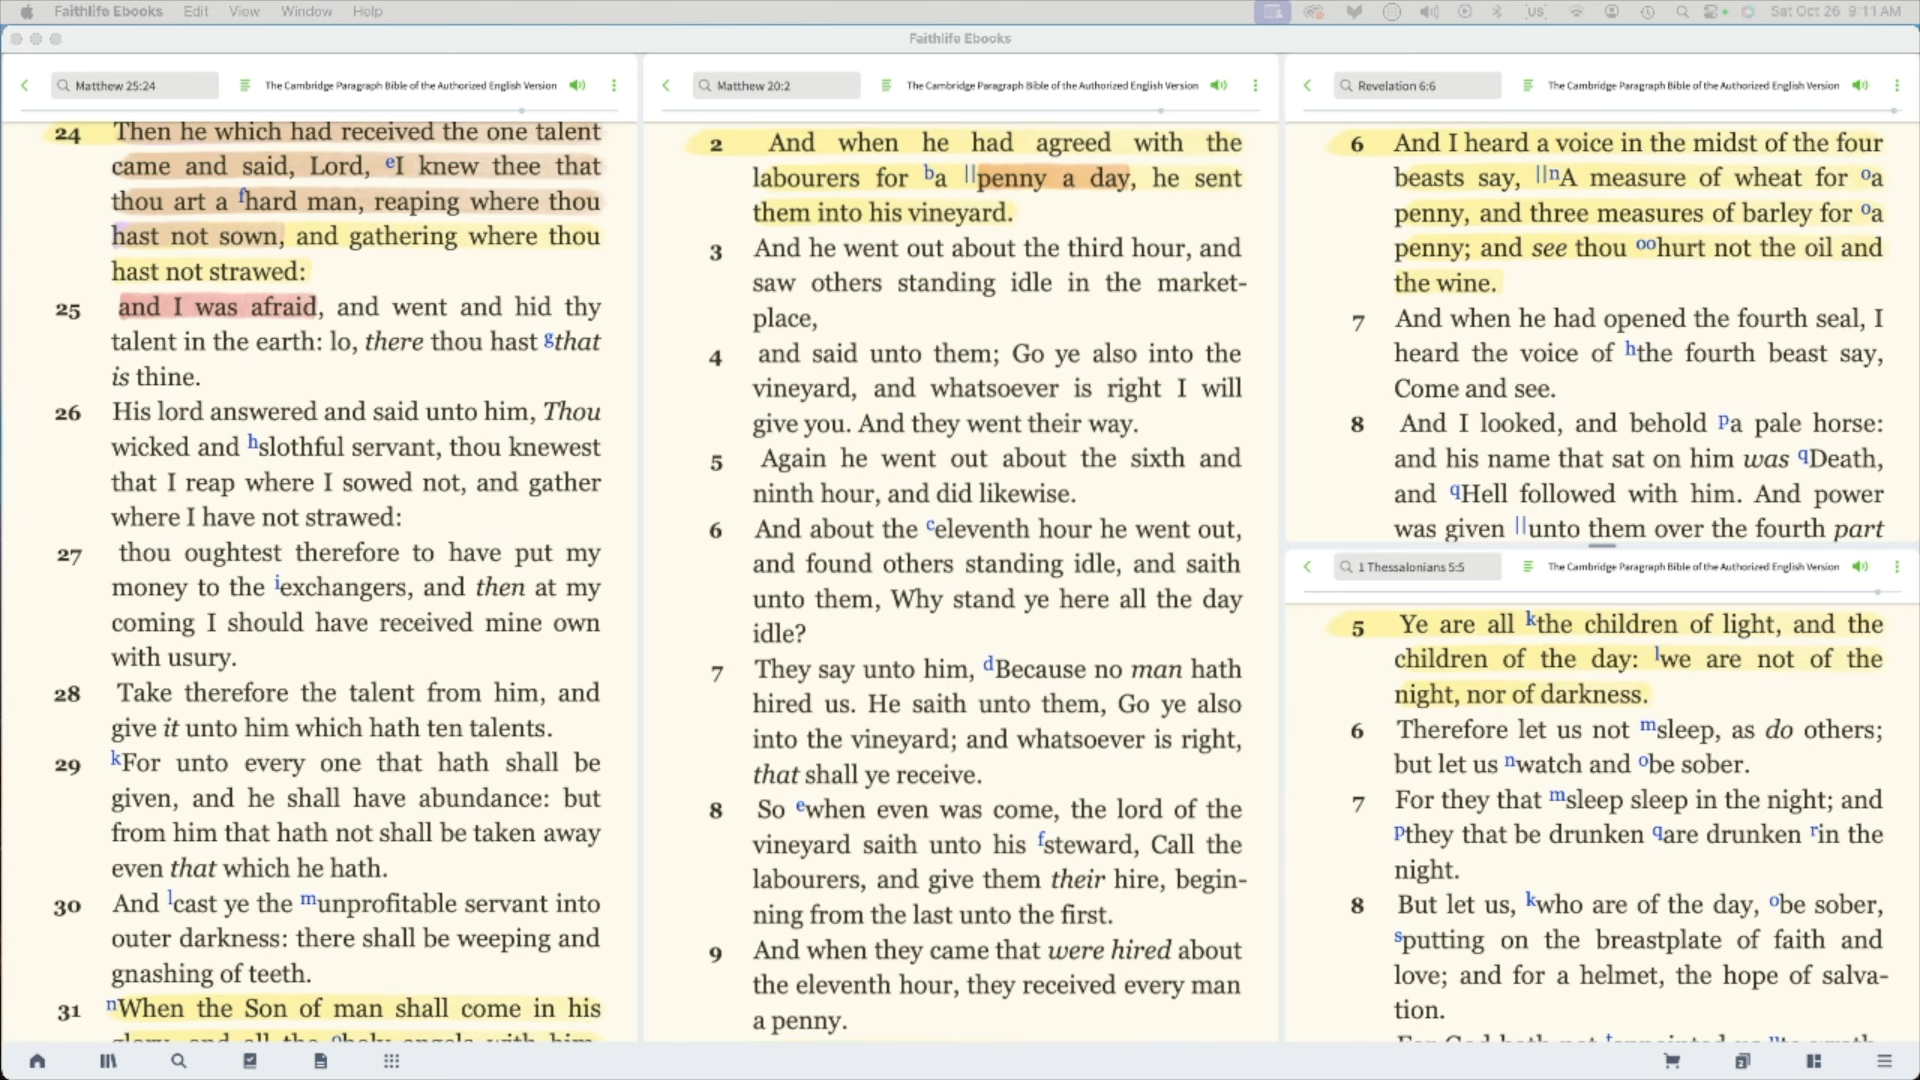 Faithlife Ebooks Edit View Window Help US Sat Oct 26 9:11 AM
Faithlife Ebooks
Matthew 25:24 The Cambridge Paragraph Bible of the Authorized English Version
24 Then he which had received the one talent
came and said, Lord, eI knew thee that
thou art a fhard man, reaping where thou
hast not sown, and gathering where thou
hast not strawed:
25 and I was afraid, and went and hid thy
talent in the earth: lo, there thou hast gthat
is thine.
26 His lord answered and said unto him, Thou
wicked and hslothful servant, thou knewest
that I reap where I sowed not, and gather
where I have not strawed:
27 thou oughtest therefore to have put my
money to the iexchangers, and then at my
coming I should have received mine own
with usury.
28 Take therefore the talent from him, and
give it unto him which hath ten talents.
29 kFor unto every one that hath shall be
given, and he shall have abundance: but
from him that hath not shall be taken away
even that which he hath.
30 And lcast ye the munprofitable servant into
outer darkness: there shall be weeping and
gnashing of teeth.
31 nWhen the Son of man shall come in his
glory, and all the oholy angels with him,
Matthew 20:2 The Cambridge Paragraph Bible of the Authorized English Version
2 And when he had agreed with the
labourers for ba ||penny a day, he sent
them into his vineyard.
3 And he went out about the third hour, and
saw others standing idle in the market-
place,
4 and said unto them; Go ye also into the
vineyard, and whatsoever is right I will
give you. And they went their way.
5 Again he went out about the sixth and
ninth hour, and did likewise.
6 And about the celeventh hour he went out,
and found others standing idle, and saith
unto them, Why stand ye here all the day
idle?
7 They say unto him, dBecause no man hath
hired us. He saith unto them, Go ye also
into the vineyard; and whatsoever is right,
that shall ye receive.
8 So ewhen even was come, the lord of the
vineyard saith unto his fsteward, Call the
labourers, and give them their hire, begin-
ning from the last unto the first.
9 And when they came that were hired about
the eleventh hour, they received every man
a penny.
Revelation 6:6 The Cambridge Paragraph Bible of the Authorized English Version
6 And I heard a voice in the midst of the four
beasts say, ||nA measure of wheat for oa
penny, and three measures of barley for oa
penny; and see thou oohurt not the oil and
the wine.
7 And when he had opened the fourth seal, I
heard the voice of hthe fourth beast say,
Come and see.
8 And I looked, and behold pa pale horse:
and his name that sat on him was qDeath,
and qHell followed with him. And power
was given ||unto them over the fourth part
1 Thessalonians 5:5 The Cambridge Paragraph Bible of the Authorized English Version
5 Ye are all kthe children of light, and the
children of the day: lwe are not of the
night, nor of darkness.
6 Therefore let us not msleep, as do others;
but let us nwatch and obe sober.
7 For they that msleep sleep in the night; and
pthey that be drunken qare drunken rin the
night.
8 But let us, kwho are of the day, obe sober,
sputting on the breastplate of faith and
love; and for a helmet, the hope of salva-
tion.
For God hath not tappointed us uto wrath,
2